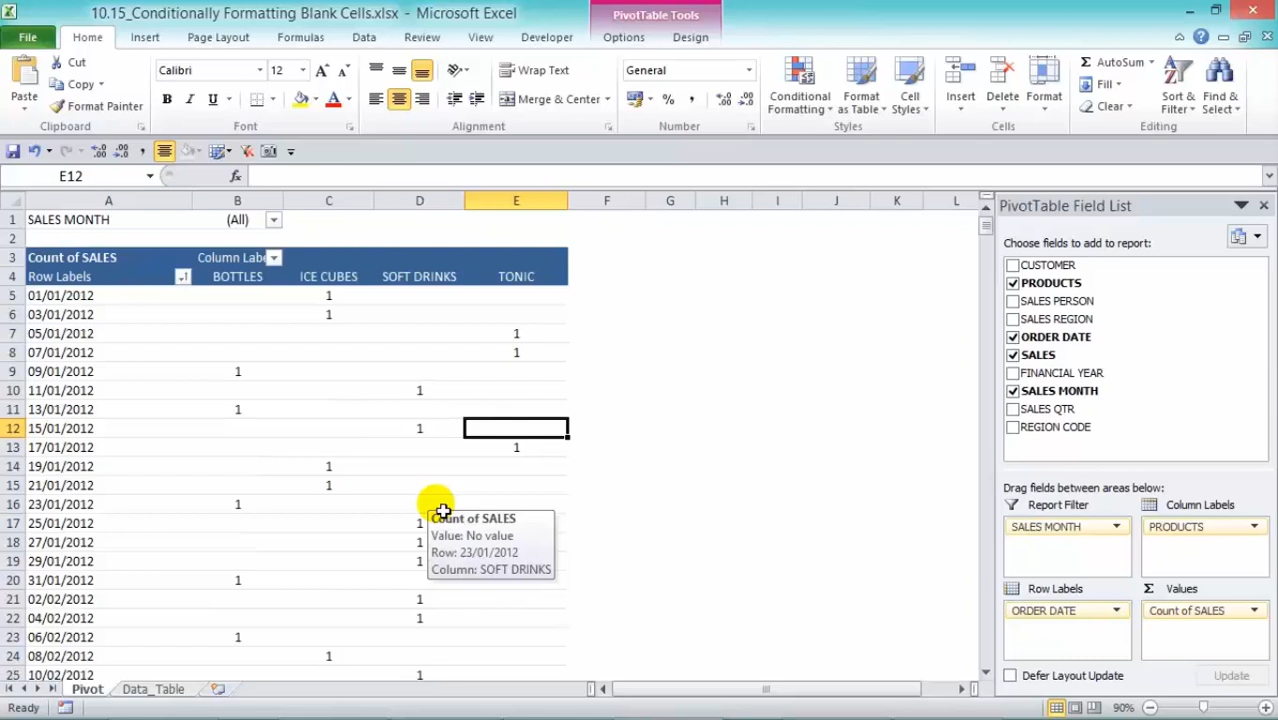 10.15_Conditionally Formatting Blank Cells.xlsx - Microsoft Excel
PivotTable Tools
File Home Insert Page Layout Formulas Data Review View Developer Options Design
Paste
Cut
Copy
Format Painter
Calibri 12
B I U
Wrap Text
Merge & Center
General
Conditional Formatting
Format as Table
Cell Styles
Insert
Delete
Format
AutoSum
Fill
Clear
Sort & Filter
Find & Select
Clipboard Font Alignment Number Styles Cells Editing
E12 fx
A B C D E F G H I J K L
1 SALES MONTH (All)
2
3 Count of SALES Column Labe
4 Row Labels BOTTLES ICE CUBES SOFT DRINKS TONIC
5 01/01/2012 1
6 03/01/2012 1
7 05/01/2012 1
8 07/01/2012 1
9 09/01/2012 1
10 11/01/2012 1
11 13/01/2012 1
12 15/01/2012 1
13 17/01/2012 1
14 19/01/2012 1
15 21/01/2012 1
16 23/01/2012 1
17 25/01/2012 1
18 27/01/2012 1
19 29/01/2012 1
20 31/01/2012 1
21 02/02/2012 1
22 04/02/2012 1
23 06/02/2012 1
24 08/02/2012 1
25 10/02/2012 1
Count of SALES
Value: No value
Row: 23/01/2012
Column: SOFT DRINKS
PivotTable Field List
Choose fields to add to report:
CUSTOMER
PRODUCTS
SALES PERSON
SALES REGION
ORDER DATE
SALES
FINANCIAL YEAR
SALES MONTH
SALES QTR
REGION CODE
Drag fields between areas below:
Report Filter Column Labels
SALES MONTH PRODUCTS
Row Labels Σ Values
ORDER DATE Count of SALES
Defer Layout Update Update
Pivot Data_Table
Ready 90%